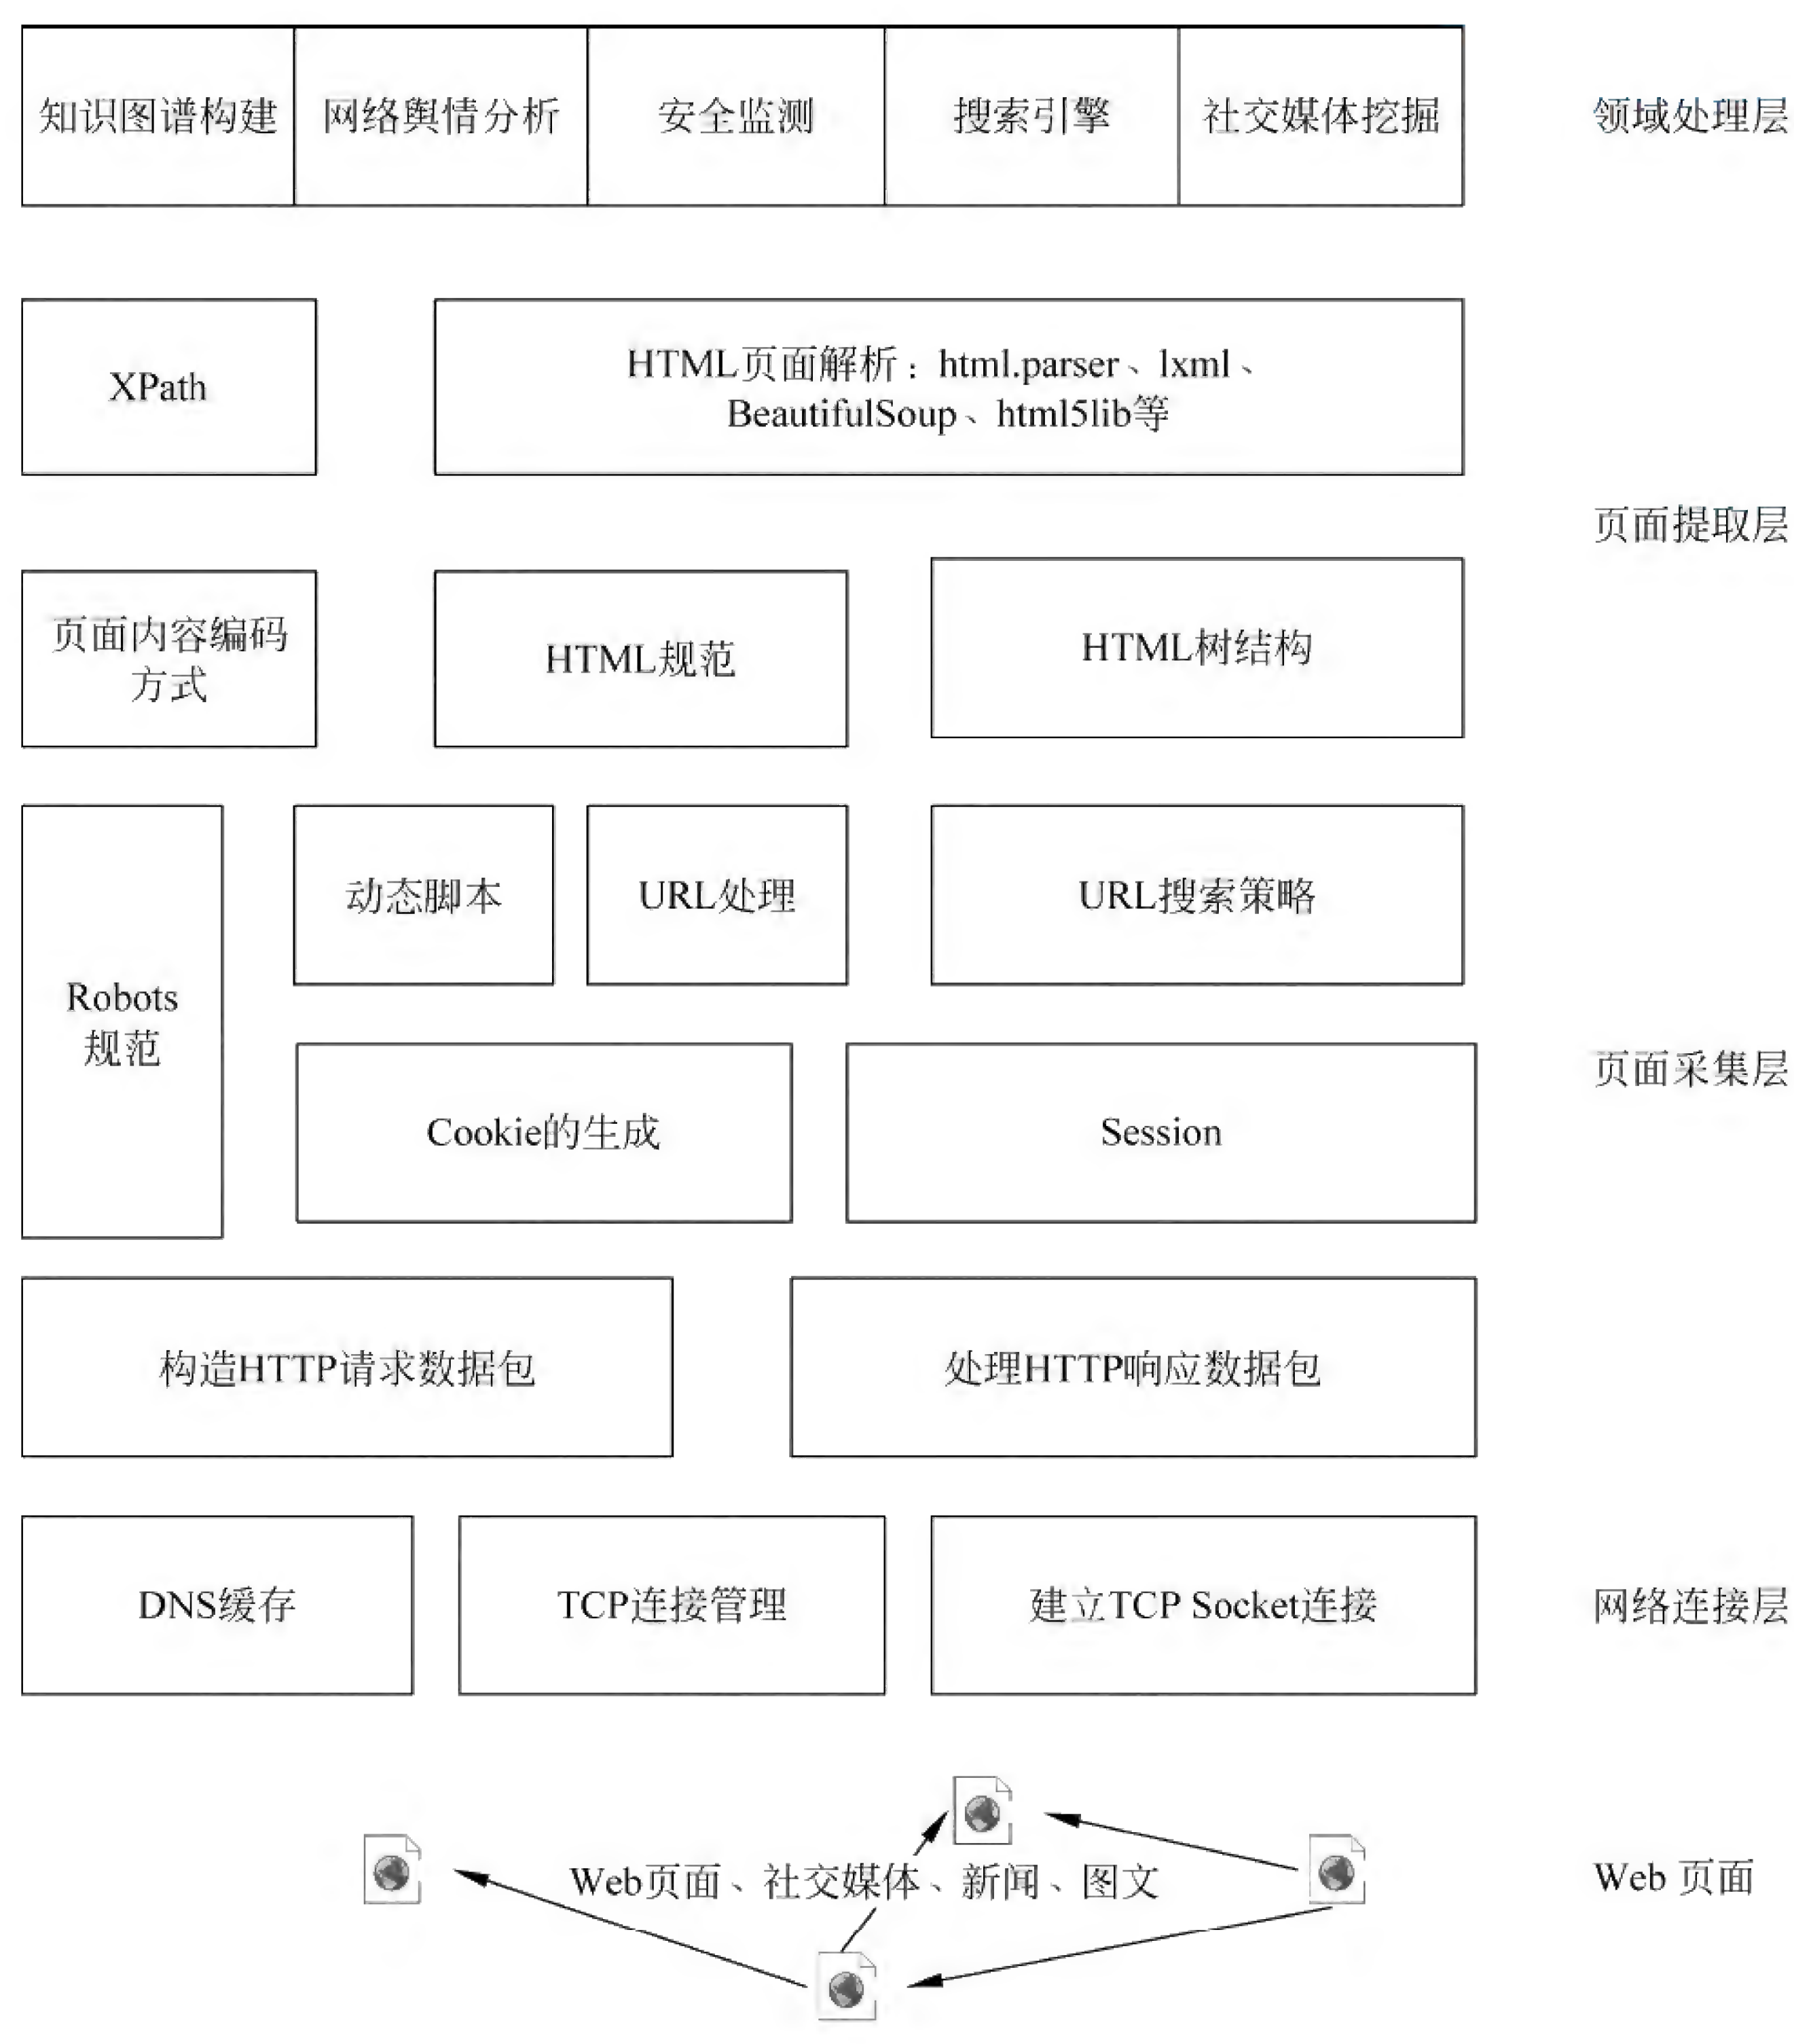 知识图谱构建
网络舆情分析
安全监测
搜索引擎
社交媒体挖掘
领域处理层
XPath
HTML页面解析：html.parser、lxml、
BeautifulSoup、html5lib等
页面提取层
页面内容编码
方式
HTML规范
HTML树结构
Robots
规范
动态脚本
URL处理
URL搜索策略
Cookie的生成
Session
页面采集层
构造HTTP请求数据包
处理HTTP响应数据包
DNS缓存
TCP连接管理
建立TCP Socket连接
网络连接层
Web页面、社交媒体、新闻、图文
Web 页面